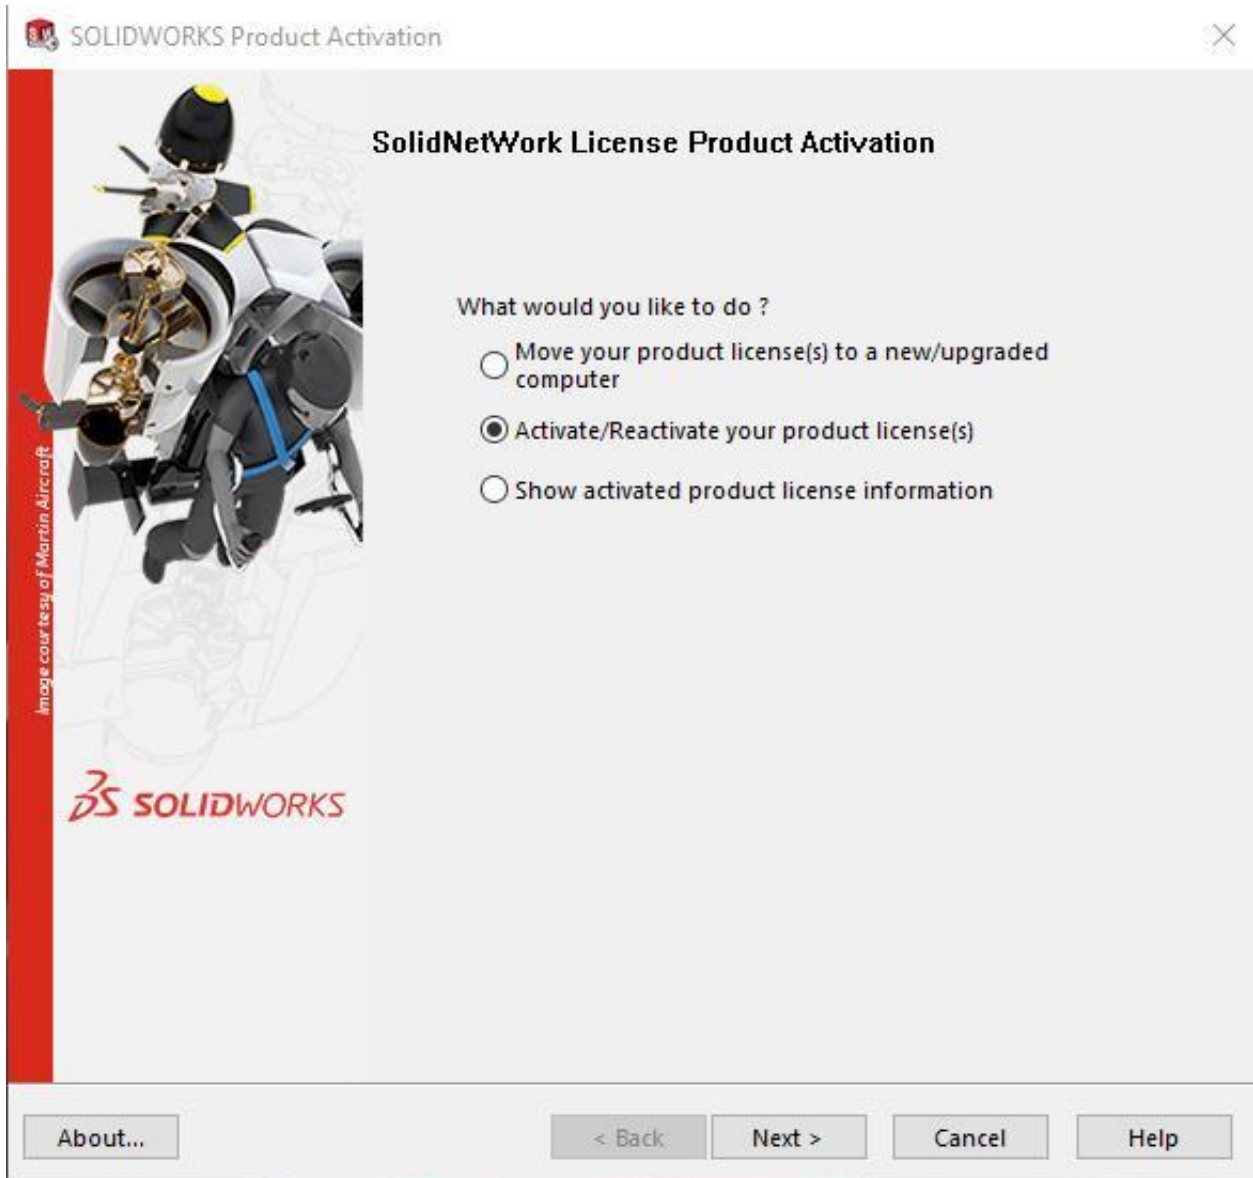 SOLIDWORKS Product Activation
SolidNetWork License Product Activation
What would you like to do ?
Move your product license(s) to a new/upgraded
computer
Activate/Reactivate your product license(s)
Show activated product license information
Image courtesy of Martin Aircraft
3DS SOLIDWORKS
About...
< Back
Next >
Cancel
Help